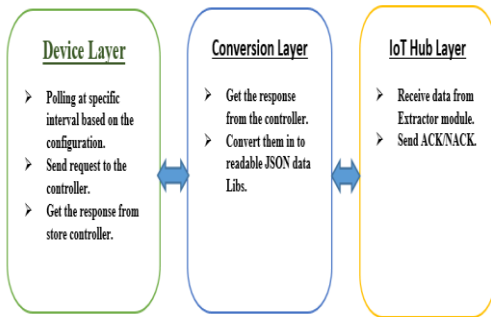 Device Layer
➢ Polling at specific
interval based on the
configuration.
➢ Send request to the
controller.
➢ Get the response from
store controller.
Conversion Layer
➢ Get the response
from the controller.
➢ Convert them in to
readable JSON data
Libs.
IoT Hub Layer
➢ Receive data from
Extractor module.
➢ Send ACK/NACK.